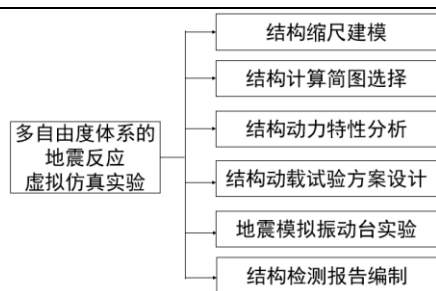 多自由度体系的
地震反应
虚拟仿真实验
结构缩尺建模
结构计算简图选择
结构动力特性分析
结构动载试验方案设计
地震模拟振动台实验
结构检测报告编制